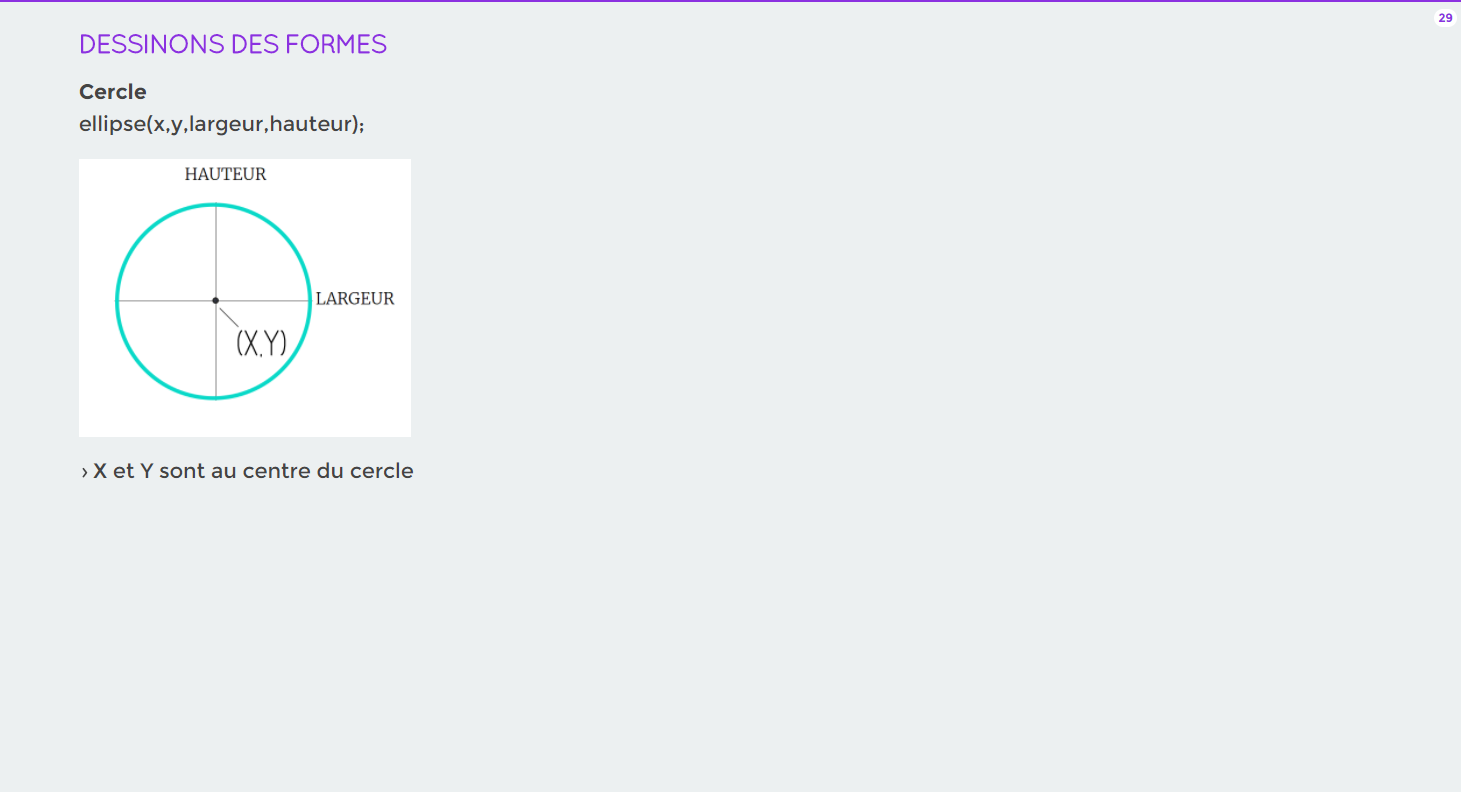 29
DESSINONS DES FORMES
Cercle
ellipse(x,y,largeur,hauteur);
HAUTEUR
LARGEUR
(X,Y)
› X et Y sont au centre du cercle